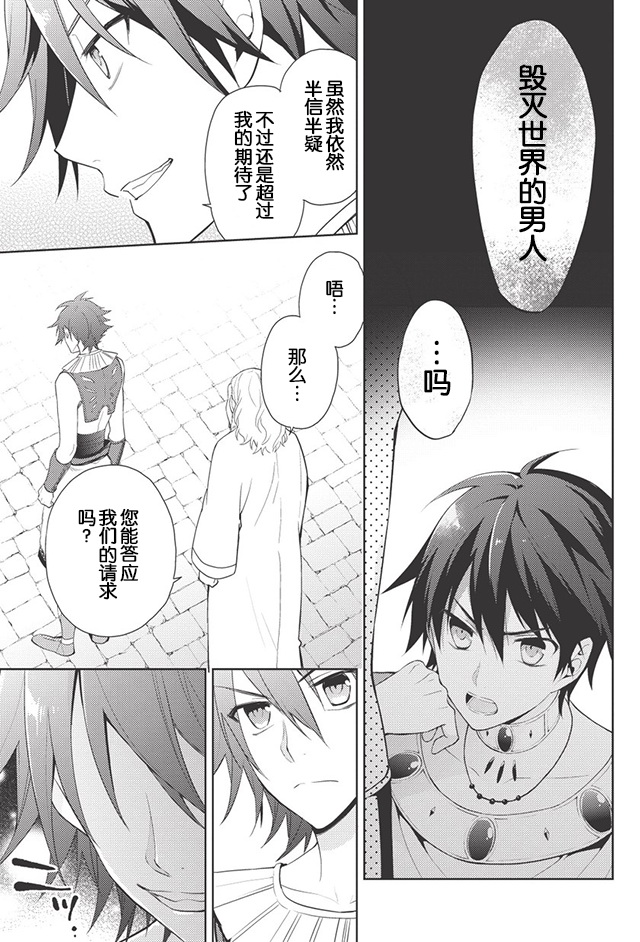 毁灭世界的男人
…吗
虽然我依然
半信半疑
不过还是超过
我的期待了
唔
那么…
您能答应
我们的请求
吗？
ニッ…